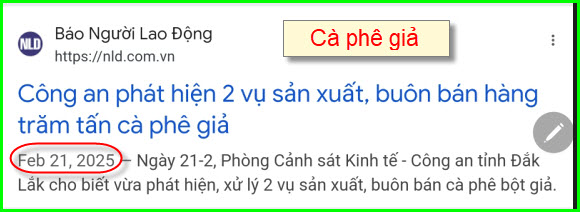 Báo Người Lao Động
Cà phê giả
NLD
https://nld.com.vn
Công an phát hiện 2 vụ sản xuất, buôn bán hàng
trăm tấn cà phê giả
Feb 21, 2025 — Ngày 21-2, Phòng Cảnh sát Kinh tế - Công an tỉnh Đắk
Lắk cho biết vừa phát hiện, xử lý 2 vụ sản xuất, buôn bán cà phê bột giả.